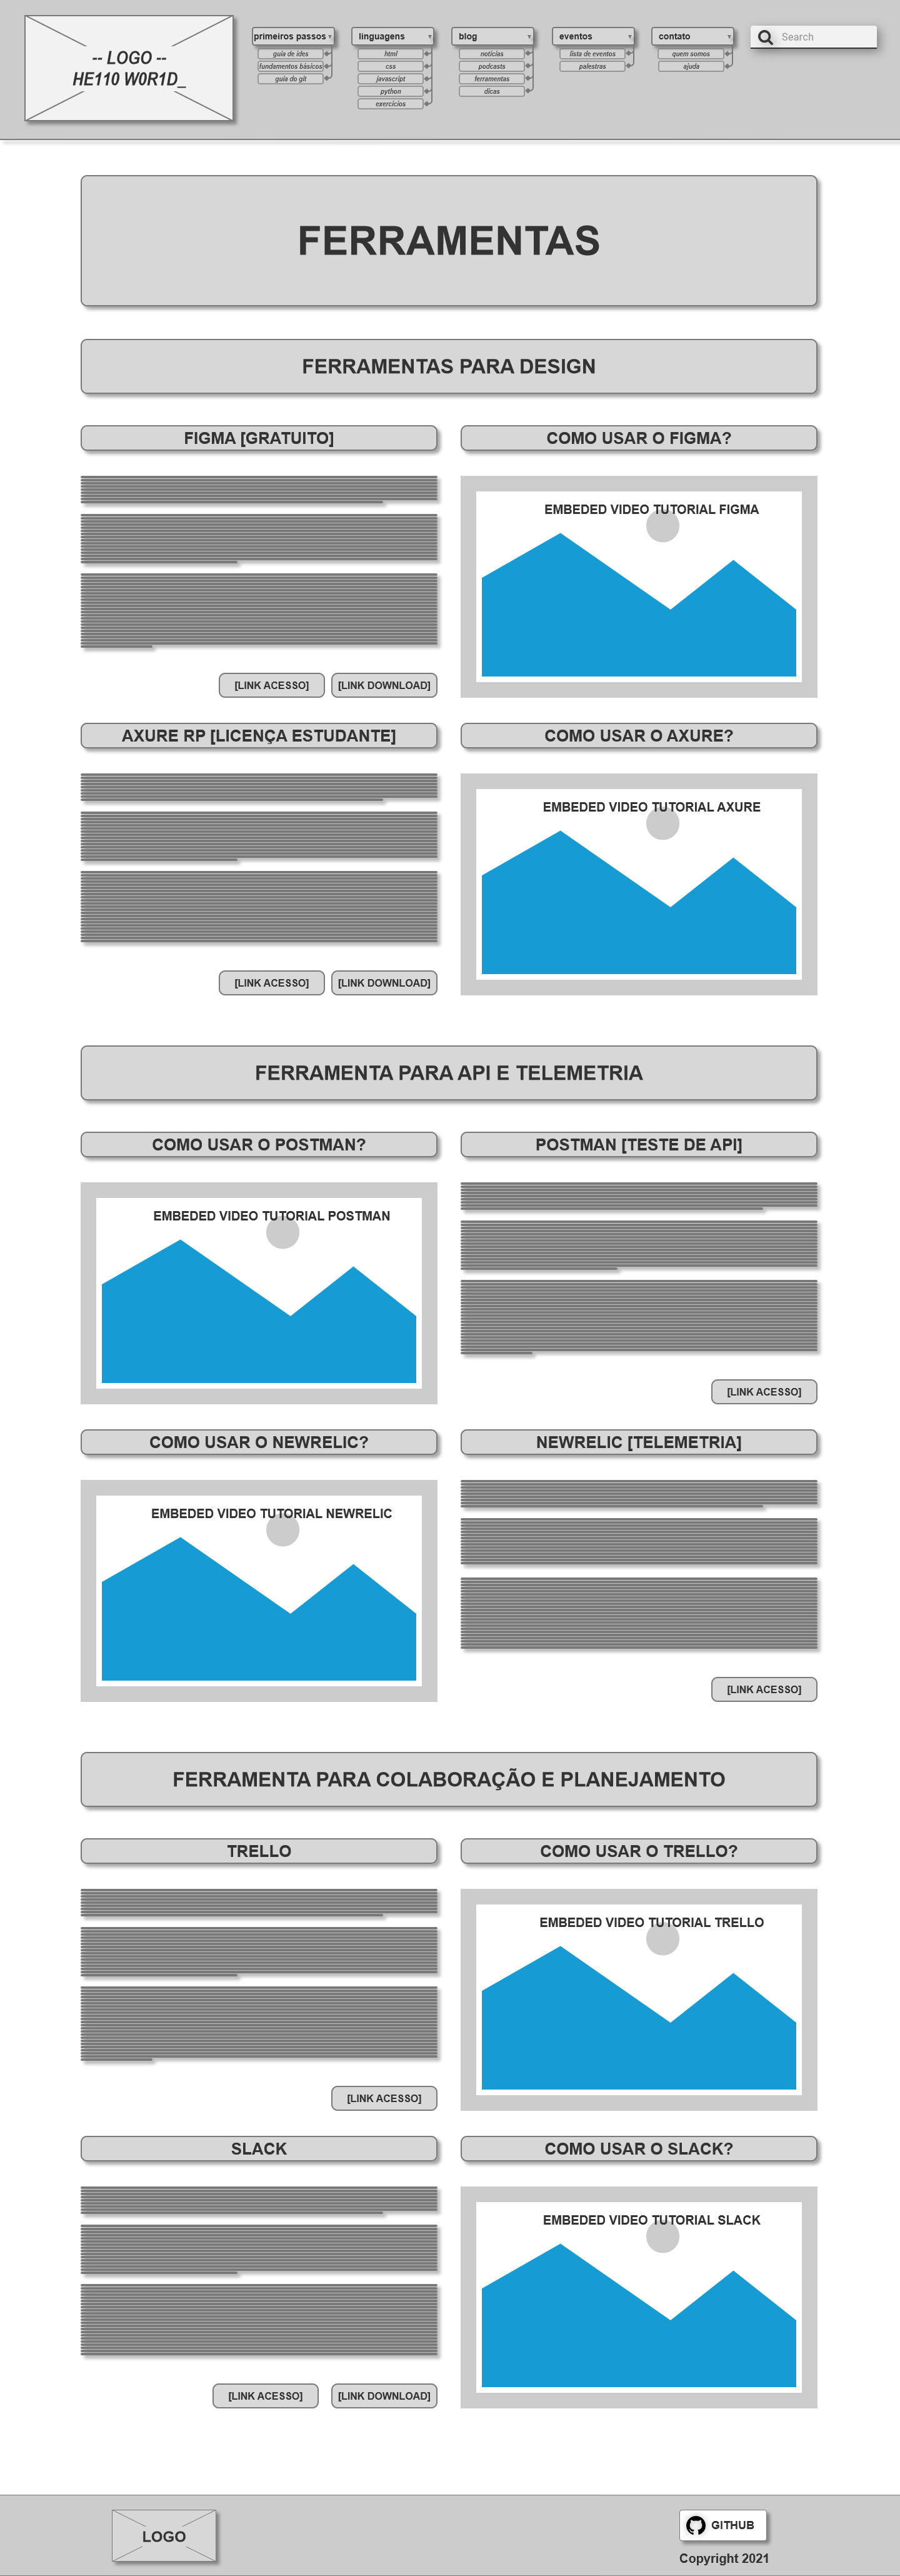 -- LOGO --
HE110 W0R1D_
primeiros passos
guia de ides
fundamentos básicos
guia do git
linguagens
html
css
javascript
python
exercicios
blog
noticias
podcasts
ferramentas
dicas
eventos
lista de eventos
palestras
contato
quem somos
ajuda
Search
FERRAMENTAS
FERRAMENTAS PARA DESIGN
FIGMA [GRATUITO]
COMO USAR O FIGMA?
EMBEDED VIDEO TUTORIAL FIGMA
[LINK ACESSO]
[LINK DOWNLOAD]
AXURE RP [LICENÇA ESTUDANTE]
COMO USAR O AXURE?
EMBEDED VIDEO TUTORIAL AXURE
[LINK ACESSO]
[LINK DOWNLOAD]
FERRAMENTA PARA API E TELEMETRIA
COMO USAR O POSTMAN?
POSTMAN [TESTE DE API]
EMBEDED VIDEO TUTORIAL POSTMAN
[LINK ACESSO]
COMO USAR O NEWRELIC?
NEWRELIC [TELEMETRIA]
EMBEDED VIDEO TUTORIAL NEWRELIC
[LINK ACESSO]
FERRAMENTA PARA COLABORAÇÃO E PLANEJAMENTO
TRELLO
COMO USAR O TRELLO?
EMBEDED VIDEO TUTORIAL TRELLO
[LINK ACESSO]
SLACK
COMO USAR O SLACK?
EMBEDED VIDEO TUTORIAL SLACK
[LINK ACESSO]
[LINK DOWNLOAD]
LOGO
GITHUB
Copyright 2021